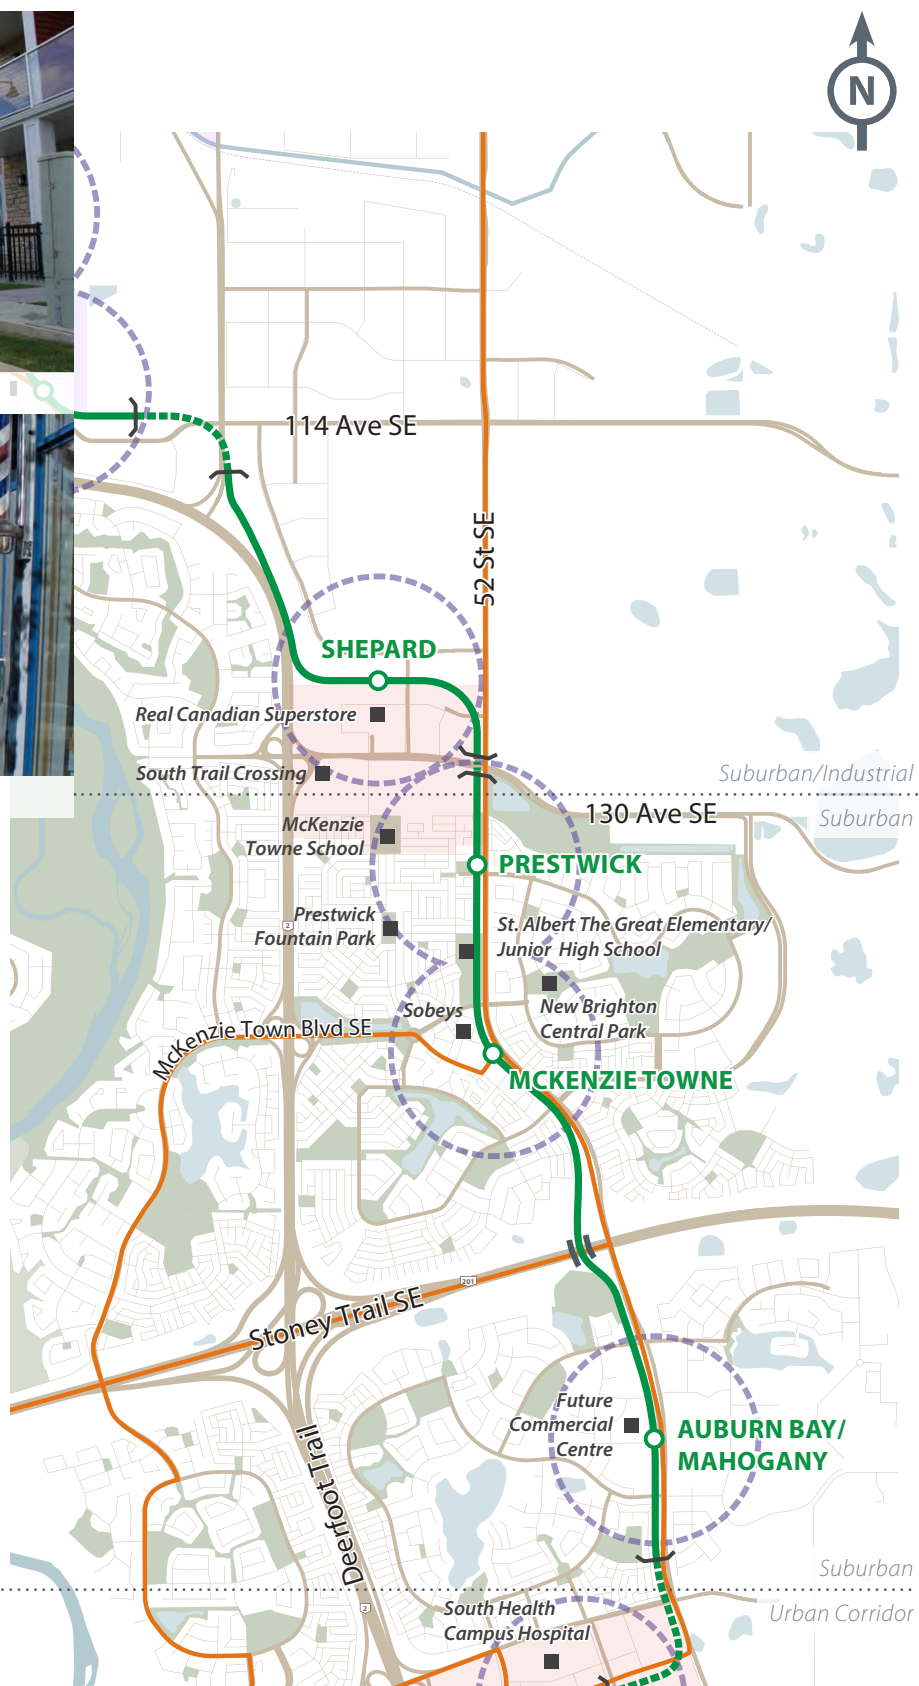 N
114 Ave SE
52 St SE
SHEPARD
Real Canadian Superstore
South Trail Crossing
Suburban/Industrial
130 Ave SE
Suburban
McKenzie
Towne School
PRESTWICK
Prestwick
Fountain Park
2
St. Albert The Great Elementary/
Junior High School
Sobeys
New Brighton
Central Park
McKenzie Town Blvd SE
MCKENZIE TOWNE
201
Stoney Trail SE
Future
Commercial
Centre
AUBURN BAY/
MAHOGANY
Deerfoot Trail
Suburban
2
South Health
Campus Hospital
Urban Corridor